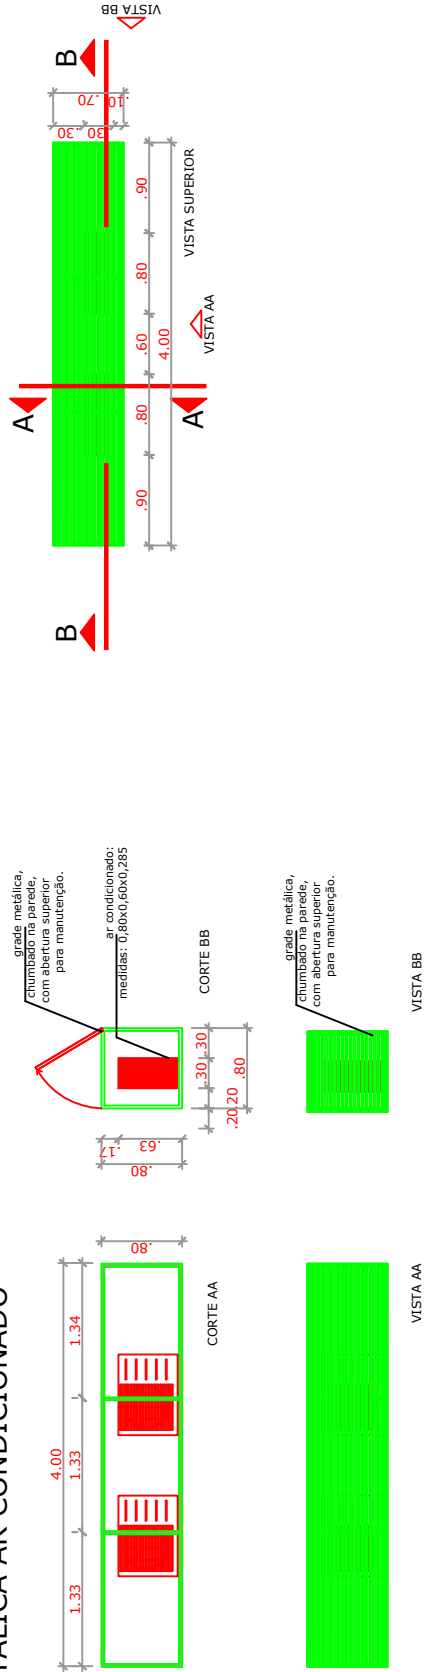 TÁLICA AR CONDICIONADO
4.00
1.33
1.33
1.34
.80
CORTE AA
VISTA AA
grade metálica,
chumbado na parede,
com abertura superior
para manutenção.
ar condicionado:
medidas: 0,80x0,60x0,285
.17
.63
.80
.20
.20
.30
.30
.80
CORTE BB
grade metálica,
chumbado na parede,
com abertura superior
para manutenção.
VISTA BB
B
B
A
A
.30
.30
.10
.70
.90
.80
.60
.80
.90
4.00
VISTA SUPERIOR
VISTA AA
VISTA BB